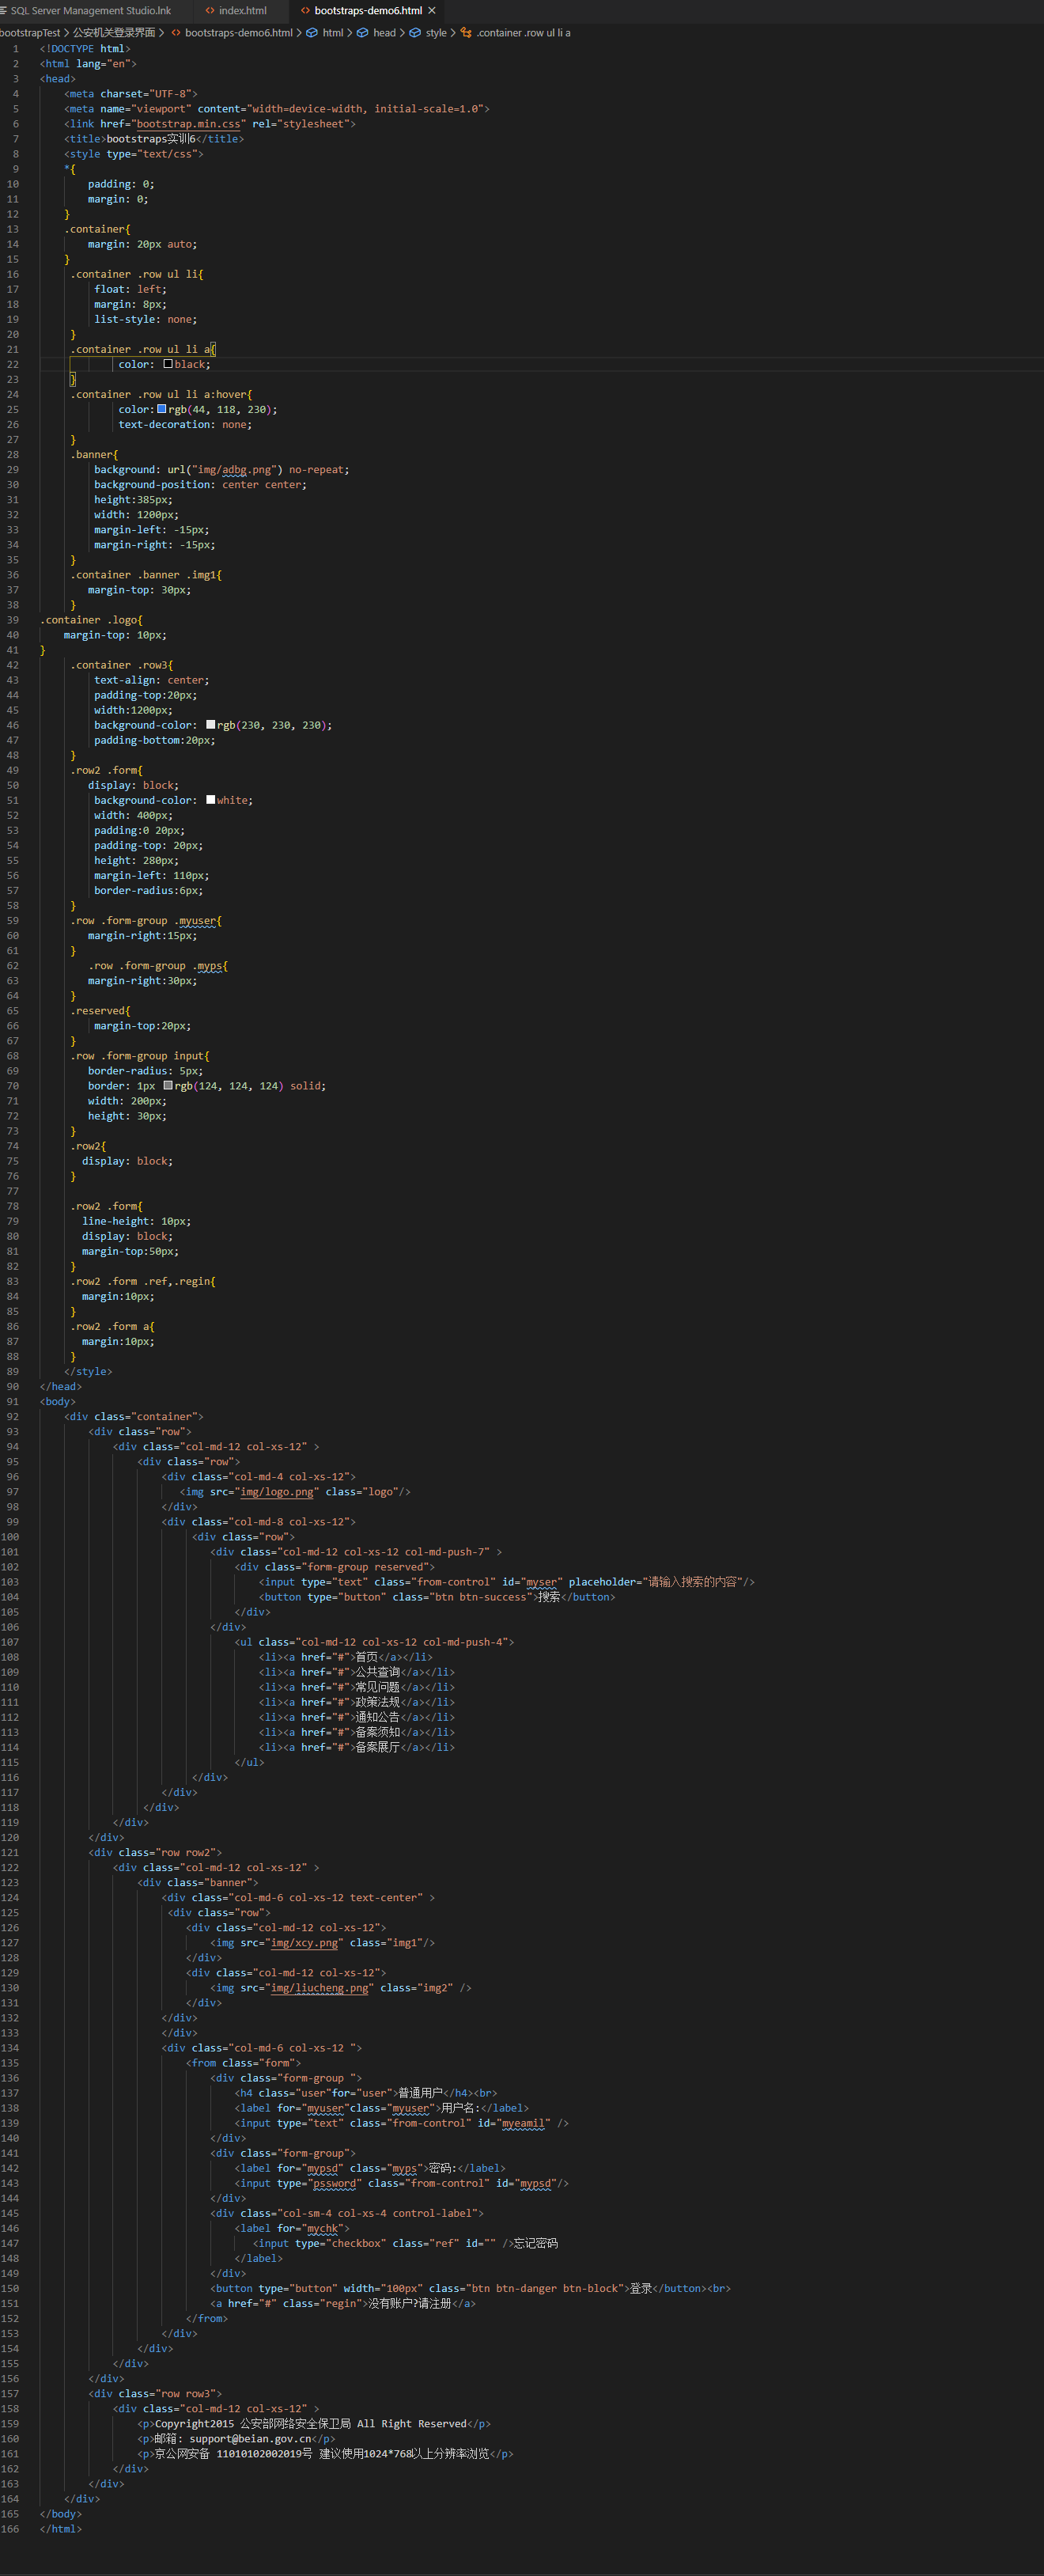 SQL Server Management Studio.lnk
index.html
bootstraps-demo6.html
bootstrapTest > 公安机关登录界面 > bootstraps-demo6.html > html > head > style > .container .row ul li a
1 <!DOCTYPE html>
2 <html lang="en">
3 <head>
4 <meta charset="UTF-8">
5 <meta name="viewport" content="width=device-width, initial-scale=1.0">
6 <link href="bootstrap.min.css" rel="stylesheet">
7 <title>bootstraps实训6</title>
8 <style type="text/css">
9 *{
10 padding: 0;
11 margin: 0;
12 }
13 .container{
14 margin: 20px auto;
15 }
16 .container .row ul li{
17 float: left;
18 margin: 8px;
19 list-style: none;
20 }
21 .container .row ul li a{
22 color: black;
23 }
24 .container .row ul li a:hover{
25 color:rgb(44, 118, 230);
26 text-decoration: none;
27 }
28 .banner{
29 background: url("img/adbg.png") no-repeat;
30 background-position: center center;
31 height:385px;
32 width: 1200px;
33 margin-left: -15px;
34 margin-right: -15px;
35 }
36 .container .banner .img1{
37 margin-top: 30px;
38 }
39 .container .logo{
40 margin-top: 10px;
41 }
42 .container .row3{
43 text-align: center;
44 padding-top:20px;
45 width:1200px;
46 background-color: rgb(230, 230, 230);
47 padding-bottom:20px;
48 }
49 .row2 .form{
50 display: block;
51 background-color: white;
52 width: 400px;
53 padding:0 20px;
54 padding-top: 20px;
55 height: 280px;
56 margin-left: 110px;
57 border-radius:6px;
58 }
59 .row .form-group .myuser{
60 margin-right:15px;
61 }
62 .row .form-group .myps{
63 margin-right:30px;
64 }
65 .reserved{
66 margin-top:20px;
67 }
68 .row .form-group input{
69 border-radius: 5px;
70 border: 1px rgb(124, 124, 124) solid;
71 width: 200px;
72 height: 30px;
73 }
74 .row2{
75 display: block;
76 }
77
78 .row2 .form{
79 line-height: 10px;
80 display: block;
81 margin-top:50px;
82 }
83 .row2 .form .ref,.regin{
84 margin:10px;
85 }
86 .row2 .form a{
87 margin:10px;
88 }
89 </style>
90 </head>
91 <body>
92 <div class="container">
93 <div class="row">
94 <div class="col-md-12 col-xs-12" >
95 <div class="row">
96 <div class="col-md-4 col-xs-12">
97 <img src="img/logo.png" class="logo"/>
98 </div>
99 <div class="col-md-8 col-xs-12">
100 <div class="row">
101 <div class="col-md-12 col-xs-12 col-md-push-7" >
102 <div class="form-group reserved">
103 <input type="text" class="from-control" id="myser" placeholder="请输入搜索的内容"/>
104 <button type="button" class="btn btn-success">搜索</button>
105 </div>
106 </div>
107 <ul class="col-md-12 col-xs-12 col-md-push-4">
108 <li><a href="#">首页</a></li>
109 <li><a href="#">公共查询</a></li>
110 <li><a href="#">常见问题</a></li>
111 <li><a href="#">政策法规</a></li>
112 <li><a href="#">通知公告</a></li>
113 <li><a href="#">备案须知</a></li>
114 <li><a href="#">备案展厅</a></li>
115 </ul>
116 </div>
117 </div>
118 </div>
119 </div>
120 </div>
121 <div class="row row2">
122 <div class="col-md-12 col-xs-12" >
123 <div class="banner">
124 <div class="col-md-6 col-xs-12 text-center" >
125 <div class="row">
126 <div class="col-md-12 col-xs-12">
127 <img src="img/xcy.png" class="img1"/>
128 </div>
129 <div class="col-md-12 col-xs-12">
130 <img src="img/liucheng.png" class="img2" />
131 </div>
132 </div>
133 </div>
134 <div class="col-md-6 col-xs-12 ">
135 <from class="form">
136 <div class="form-group ">
137 <h4 class="user"for="user">普通用户</h4><br>
138 <label for="myuser"class="myuser">用户名:</label>
139 <input type="text" class="from-control" id="myeamil" />
140 </div>
141 <div class="form-group">
142 <label for="mypsd" class="myps">密码:</label>
143 <input type="pssword" class="from-control" id="mypsd"/>
144 </div>
145 <div class="col-sm-4 col-xs-4 control-label">
146 <label for="mychk">
147 <input type="checkbox" class="ref" id="" />忘记密码
148 </label>
149 </div>
150 <button type="button" width="100px" class="btn btn-danger btn-block">登录</button><br>
151 <a href="#" class="regin">没有账户?请注册</a>
152 </from>
153 </div>
154 </div>
155 </div>
156 </div>
157 <div class="row row3">
158 <div class="col-md-12 col-xs-12" >
159 <p>Copyright2015 公安部网络安全保卫局 All Right Reserved</p>
160 <p>邮箱: support@beian.gov.cn</p>
161 <p>京公网安备 11010102002019号 建议使用1024*768以上分辨率浏览</p>
162 </div>
163 </div>
164 </div>
165 </body>
166 </html>